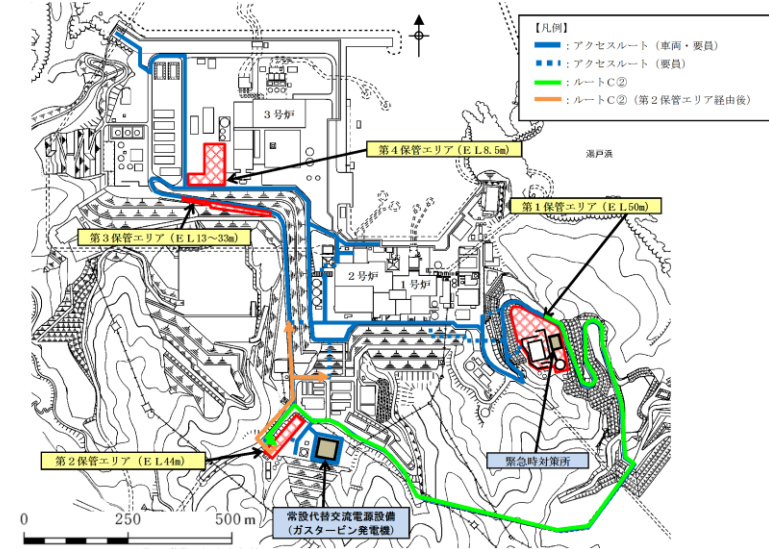 【凡例】
：アクセスルート（車両・要員）
：アクセスルート（要員）
：ルートC②
：ルートC②（第２保管エリア経由後）
３号炉
第４保管エリア（ＥＬ8.5m）
湯戸浜
第１保管エリア（ＥＬ50m）
第３保管エリア（ＥＬ13～33m）
２号炉
１号炉
第２保管エリア（ＥＬ44m）
緊急時対策所
常設代替交流電源設備
（ガスタービン発電機）
0 250 500 m